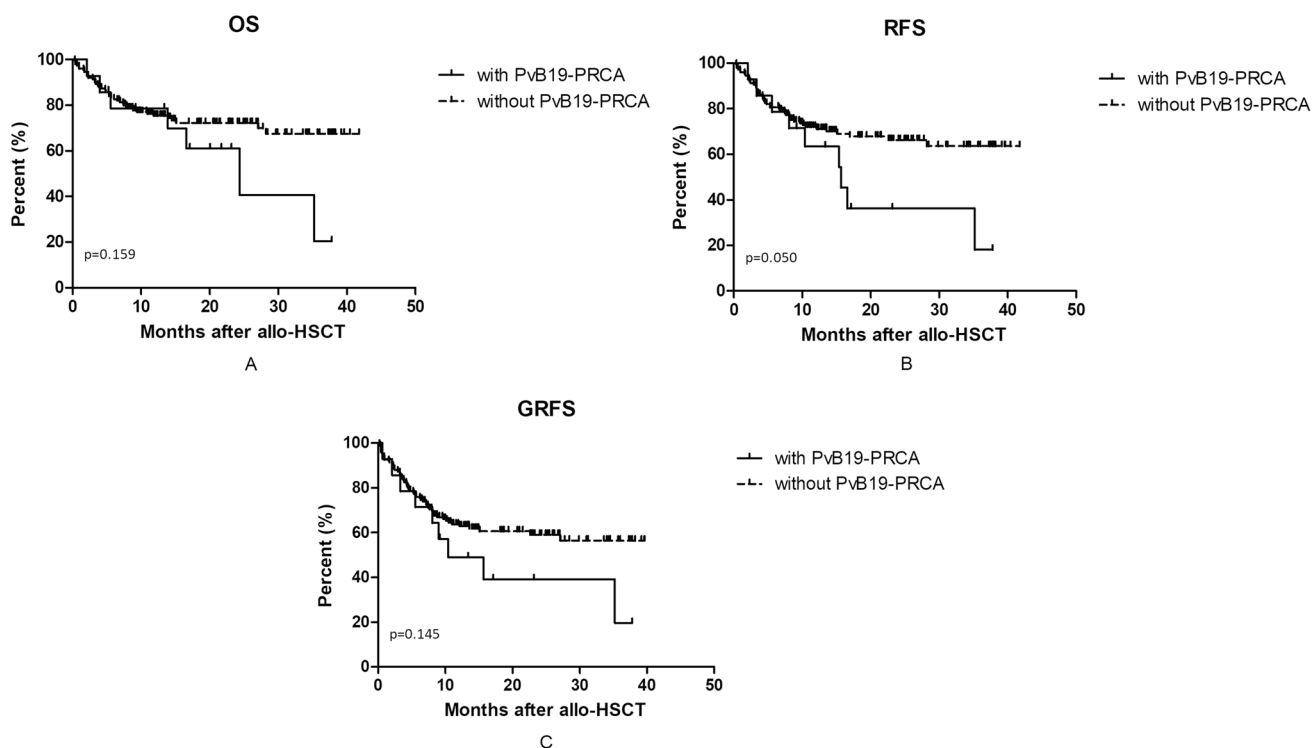 OS
100
80
60
40
20
0
Percent (%)
p=0.159
0 10 20 30 40 50
Months after allo-HSCT
with PvB19-PRCA
without PvB19-PRCA
A
RFS
100
80
60
40
20
0
Percent (%)
p=0.050
0 10 20 30 40 50
Months after allo-HSCT
with PvB19-PRCA
without PvB19-PRCA
B
GRFS
100
80
60
40
20
0
Percent (%)
p=0.145
0 10 20 30 40 50
Months after allo-HSCT
with PvB19-PRCA
without PvB19-PRCA
C